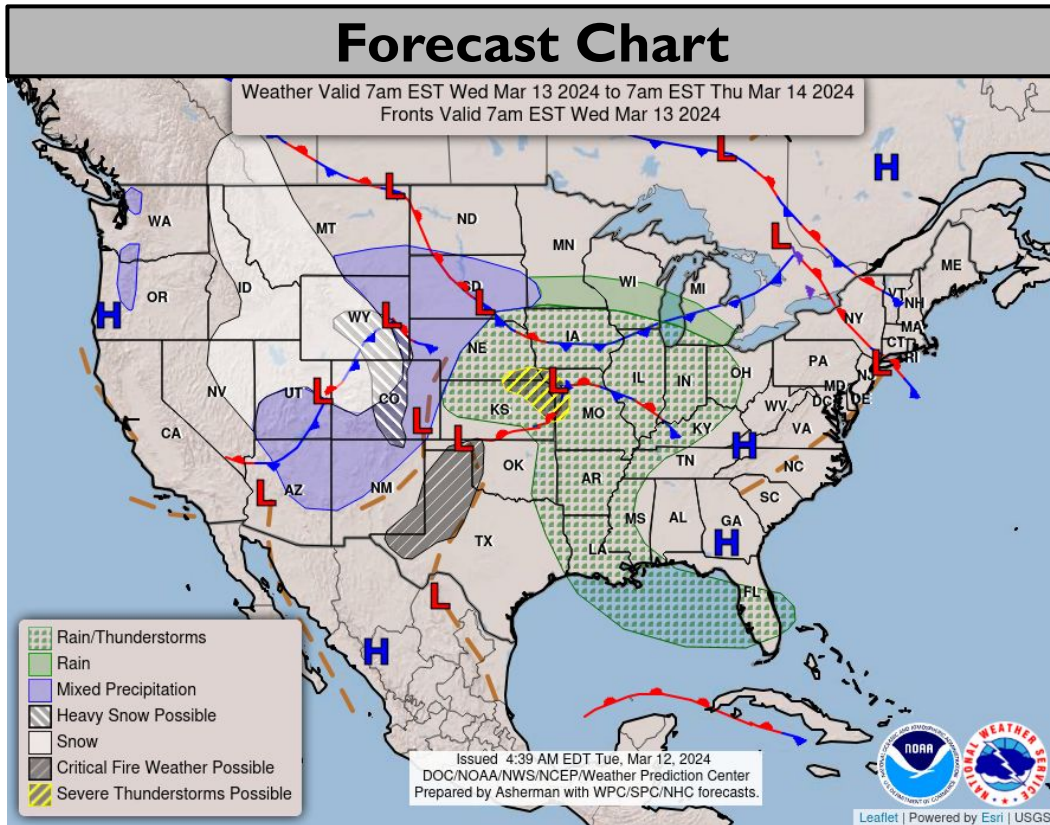 Forecast Chart
Weather Valid 7am EST Wed Mar 13 2024 to 7am EST Thu Mar 14 2024
Fronts Valid 7am EST Wed Mar 13 2024
L
H
L
WA
MT
ND
MN
L
ME
OR
ID
SD
WI
MI
VT
NH
H
WY
L
L
NY
MA
CT
RI
IA
NE
L
NV
UT
L
CO
L
IL
IN
OH
PA
NJ
MD
DE
DC
CA
L
KS
MO
WV
VA
KY
L
H
AZ
L
NM
OK
AR
TN
NC
SC
TX
MS
AL
GA
H
LA
L
FL
H
Rain/Thunderstorms
Rain
Mixed Precipitation
Heavy Snow Possible
Snow
Critical Fire Weather Possible
Severe Thunderstorms Possible
Issued 4:39 AM EDT Tue, Mar 12, 2024
DOC/NOAA/NWS/NCEP/Weather Prediction Center
Prepared by Asherman with WPC/SPC/NHC forecasts.
NOAA
NATIONAL WEATHER SERVICE
Leaflet | Powered by Esri | USGS